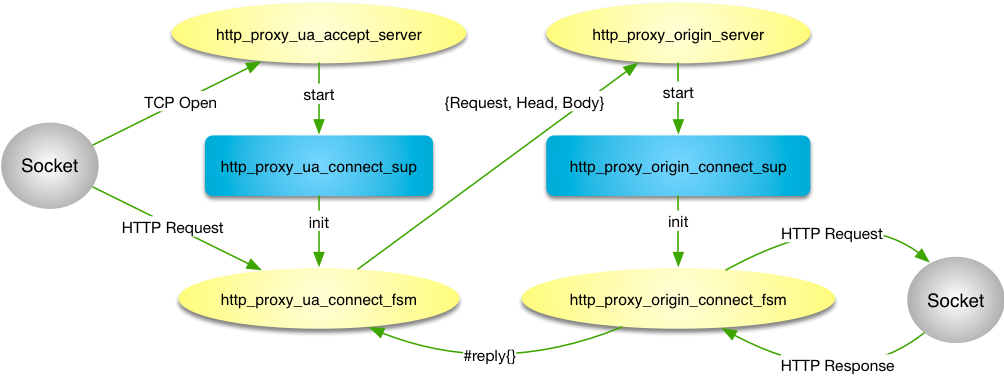 http_proxy_ua_accept_server
http_proxy_origin_server
TCP Open
start
{Request, Head, Body}
start
Socket
http_proxy_ua_connect_sup
http_proxy_origin_connect_sup
HTTP Request
init
init
HTTP Request
http_proxy_ua_connect_fsm
http_proxy_origin_connect_fsm
Socket
#reply{}
HTTP Response